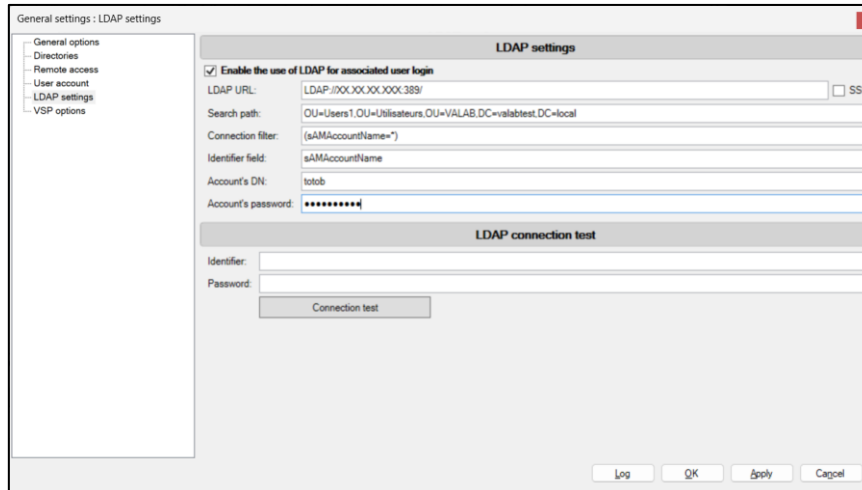 General settings : LDAP settings
General options
Directories
Remote access
User account
LDAP settings
VSP options
LDAP settings
Enable the use of LDAP for associated user login
LDAP URL: LDAP://XX.XX.XX.XXX:389/ SS
Search path: OU=Users1,OU=Utilisateurs,OU=VALAB,DC=valabtest,DC=local
Connection filter: (sAMAccountName=*)
Identifier field: sAMAccountName
Account's DN: totob
Account's password: ●●●●●●●●●●
LDAP connection test
Identifier:
Password:
Connection test
Log OK Apply Cancel